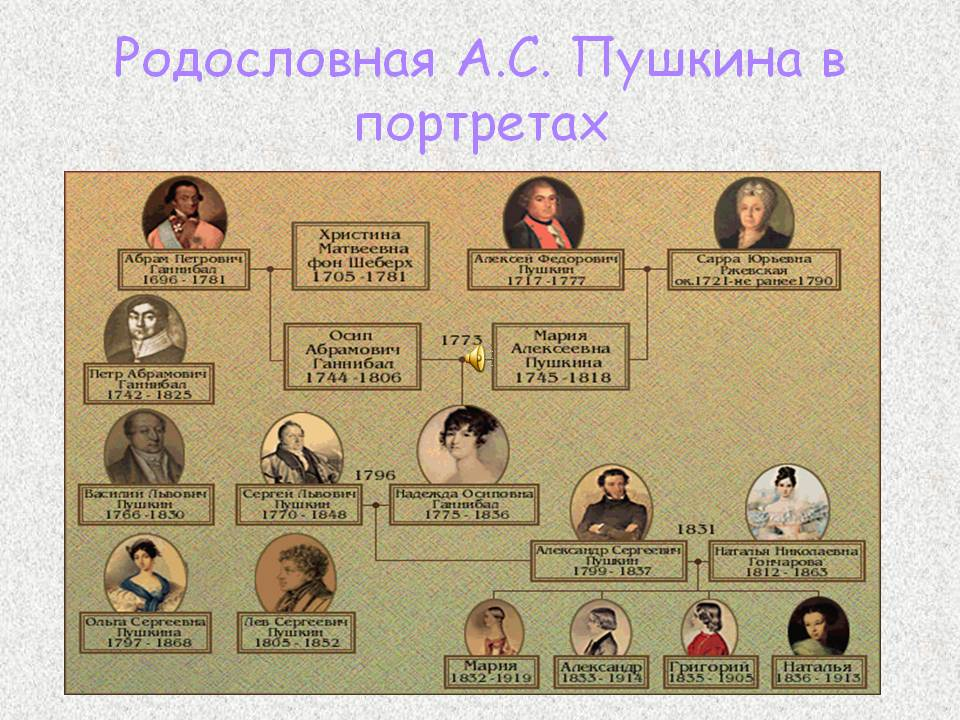 Родословная А.С. Пушкина в
портретах
Абрам Петрович
Ганнибал
1696 - 1781
Христина
Матвеевна
фон Шеберх
1705 -1781
Алексей Федорович
Пушкин
1717 -1777
Сарра Юрьевна
Ржевская
ок.1721-не ранее1790
Петр Абрамович
Ганнибал
1742 - 1825
Осип
Абрамович
Ганнибал
1744 -1806
1773
Мария
Алексеевна
Пушкина
1745 -1818
Василий Львович
Пушкин
1766 -1830
Сергей Львович
Пушкин
1770 - 1848
1796
Надежда Осиповна
Ганнибал
1775 - 1836
Александр Сергеевич
Пушкин
1799 - 1837
1831
Наталья Николаевна
Гончарова
1812 - 1863
Ольга Сергеевна
Пушкина
1797 - 1868
Лев Сергеевич
Пушкин
1805 - 1852
Мария
1832 -1919
Александр
1833 - 1914
Григорий
1835 - 1905
Наталья
1836 - 1913